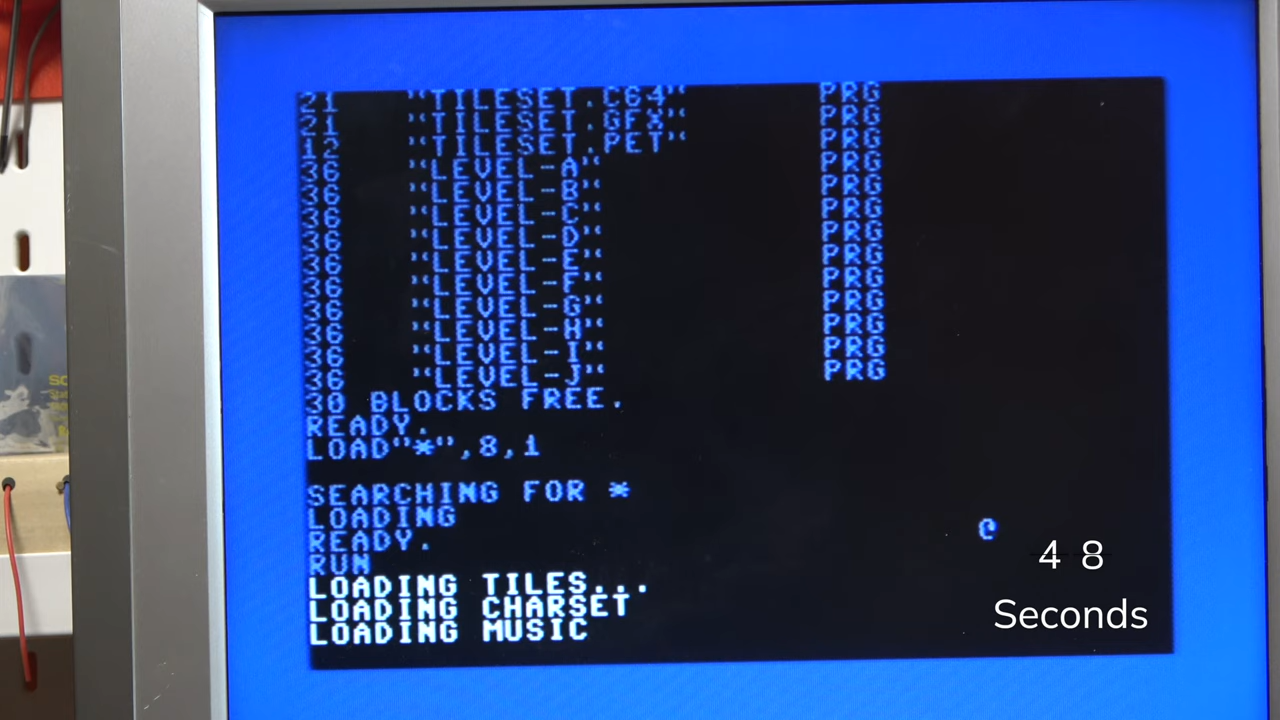 21 "TILESET.C64" PRG
21 "TILESET.GFX" PRG
12 "TILESET.PET" PRG
36 "LEVEL-A" PRG
36 "LEVEL-B" PRG
36 "LEVEL-C" PRG
36 "LEVEL-D" PRG
36 "LEVEL-E" PRG
36 "LEVEL-F" PRG
36 "LEVEL-G" PRG
36 "LEVEL-H" PRG
36 "LEVEL-I" PRG
36 "LEVEL-J" PRG
30 BLOCKS FREE.
READY.
LOAD"*",8,1
SEARCHING FOR *
LOADING
READY.
RUN
LOADING TILES...
LOADING CHARSET
LOADING MUSIC
@
48
Seconds